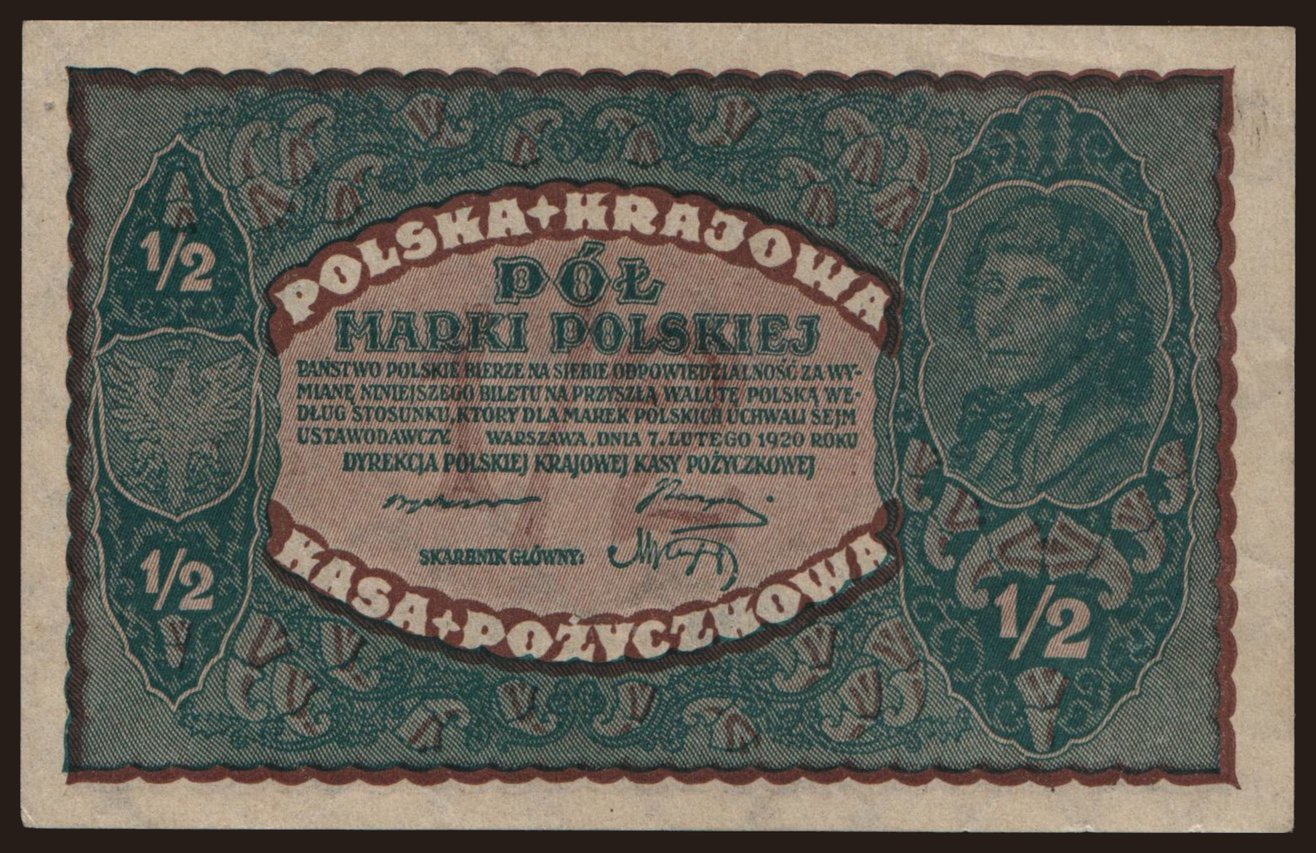 POLSKA + KRAJOWA
1/2
PÓŁ
MARKI POLSKIEJ
PAŃSTWO POLSKIE BIERZE NA SIEBIE ODPOWIEDZIALNOŚĆ ZA WY-
MIANĘ NINIEJSZEGO BILETU NA PRZYSZŁĄ WALUTĘ POLSKĄ WE-
DŁUG STOSUNKU, KTÓRY DLA MAREK POLSKICH UCHWALI SEJM
USTAWODAWCZY. WARSZAWA, DNIA 7. LUTEGO 1920 ROKU
DYREKCJA POLSKIEJ KRAJOWEJ KASY POŻYCZKOWEJ
SKARBNIK GŁÓWNY:
1/2
1/2
KASA + POŻYCZKOWA